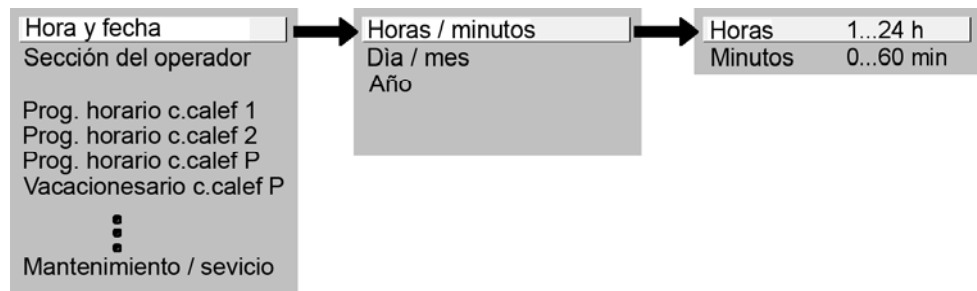 Hora y fecha
Sección del operador
Prog. horario c.calef 1
Prog. horario c.calef 2
Prog. horario c.calef P
Vacacionesario c.calef P
Mantenimiento / sevicio
Horas / minutos
Dìa / mes
Año
Horas 1...24 h
Minutos 0...60 min